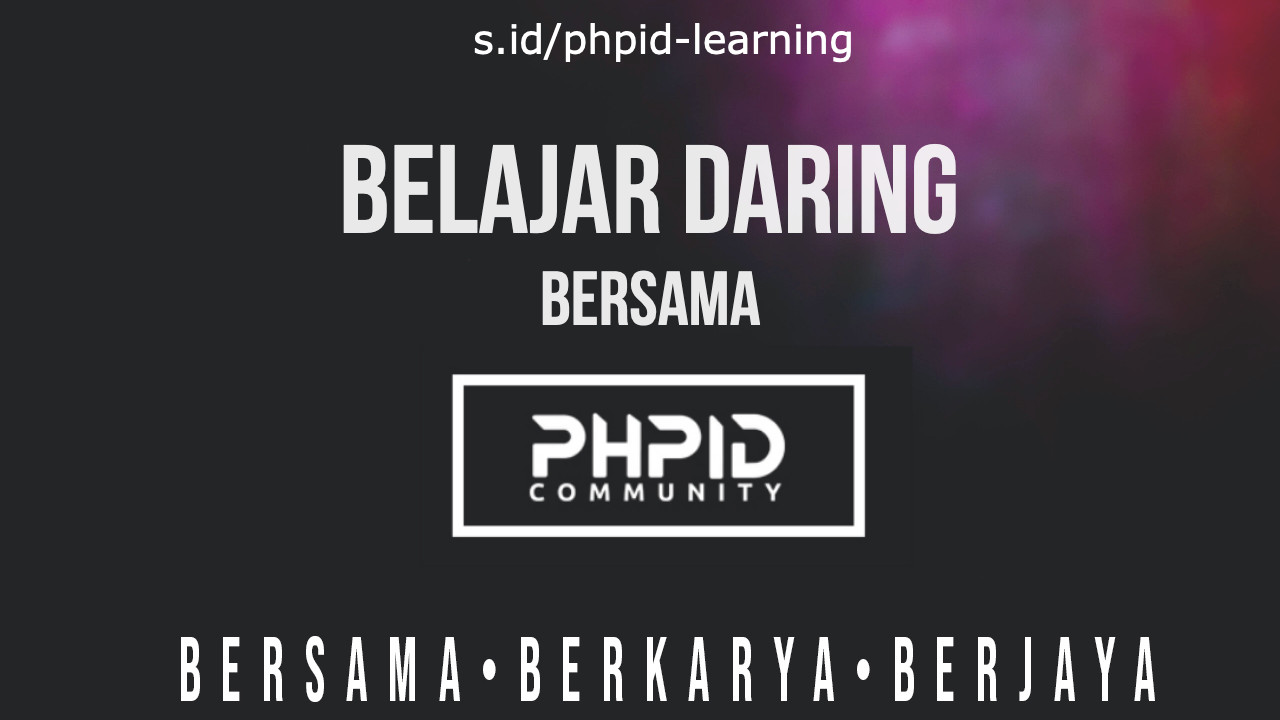 s.id/phpid-learning
BELAJAR DARING
BERSAMA
PHPID
COMMUNITY
BERSAMA•BERKARYA•BERJAYA